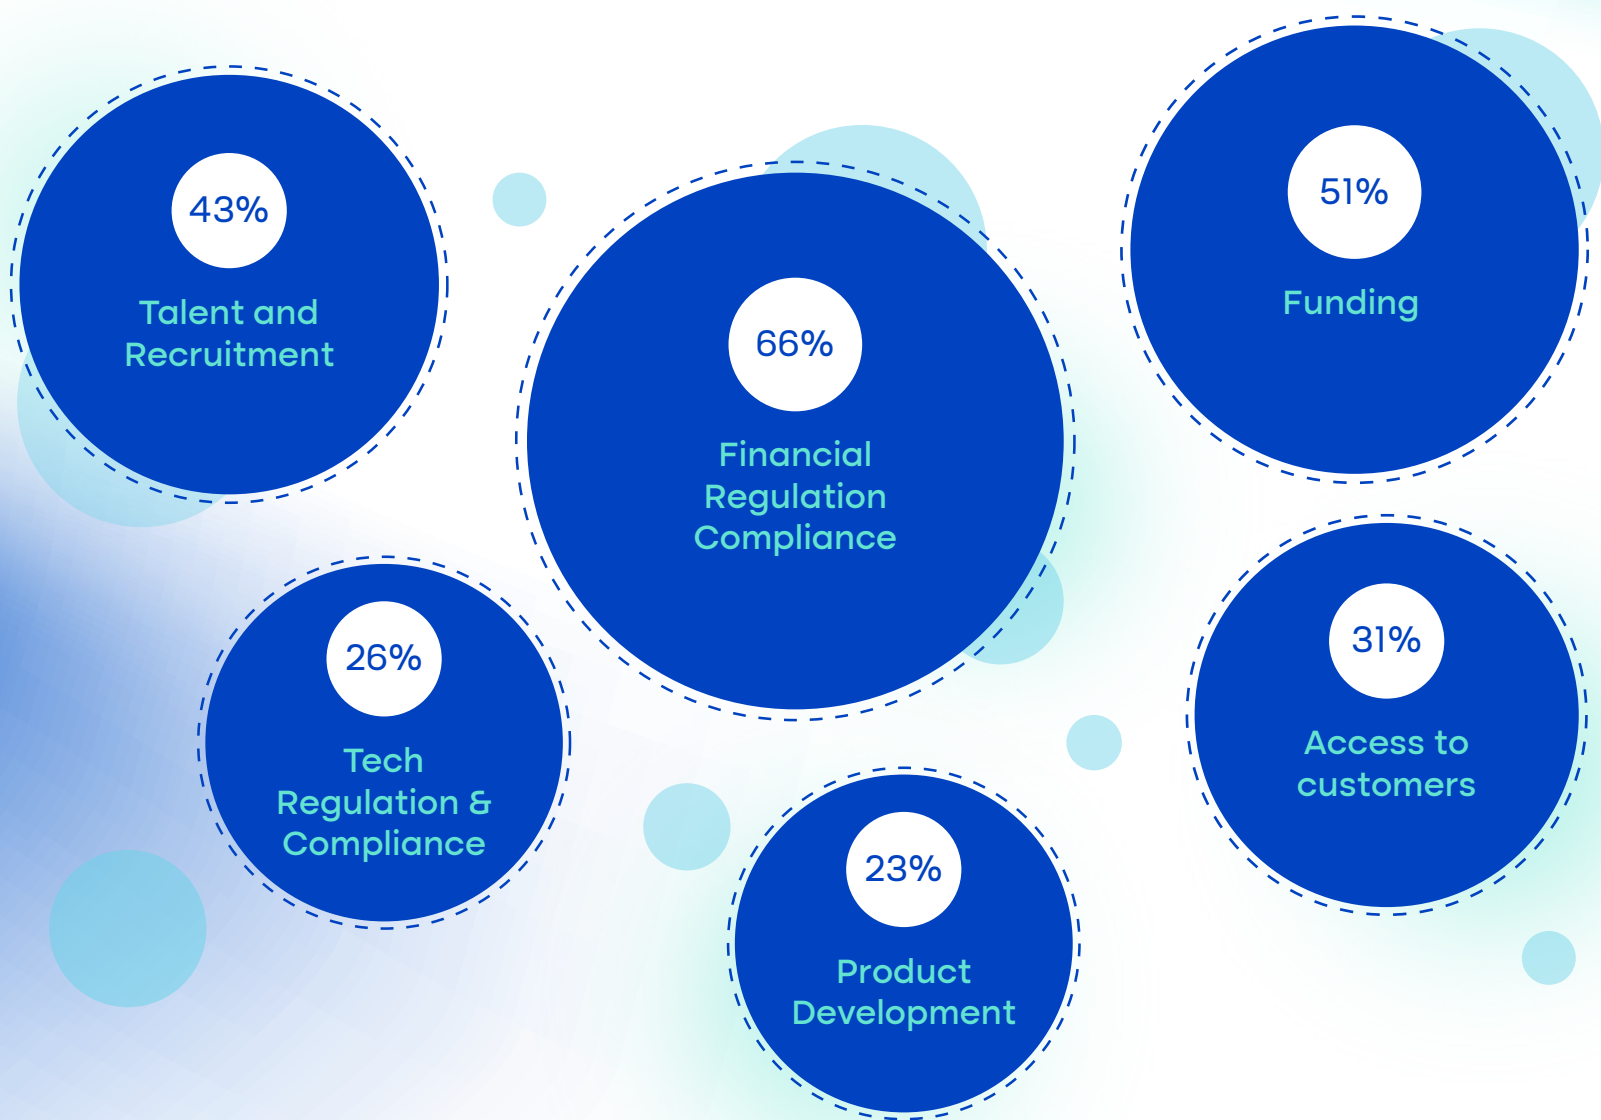 43%
Talent and
Recruitment
66%
Financial
Regulation
Compliance
51%
Funding
26%
Tech
Regulation &
Compliance
23%
Product
Development
31%
Access to
customers